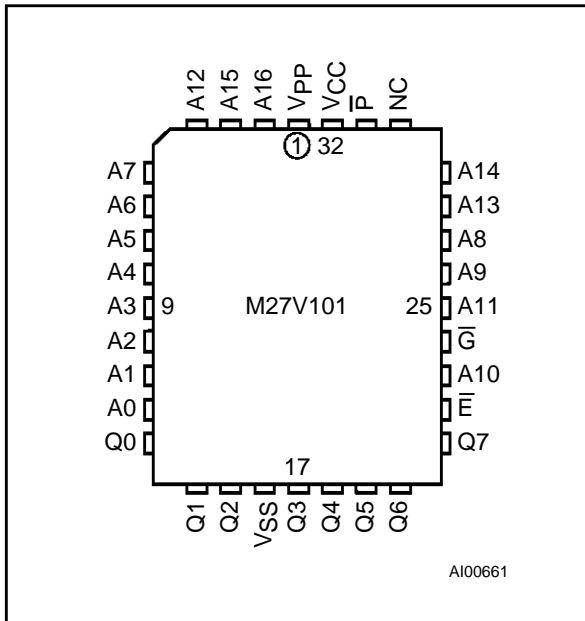 A12 A15 A16 VPP VCC P̅ NC
1 32
A7 A14
A6 A13
A5 A8
A4 A9
A3 9 M27V101 25 A11
A2 G̅
A1 A10
A0 E̅
Q0 Q7
17
Q1 Q2 VSS Q3 Q4 Q5 Q6
AI00661